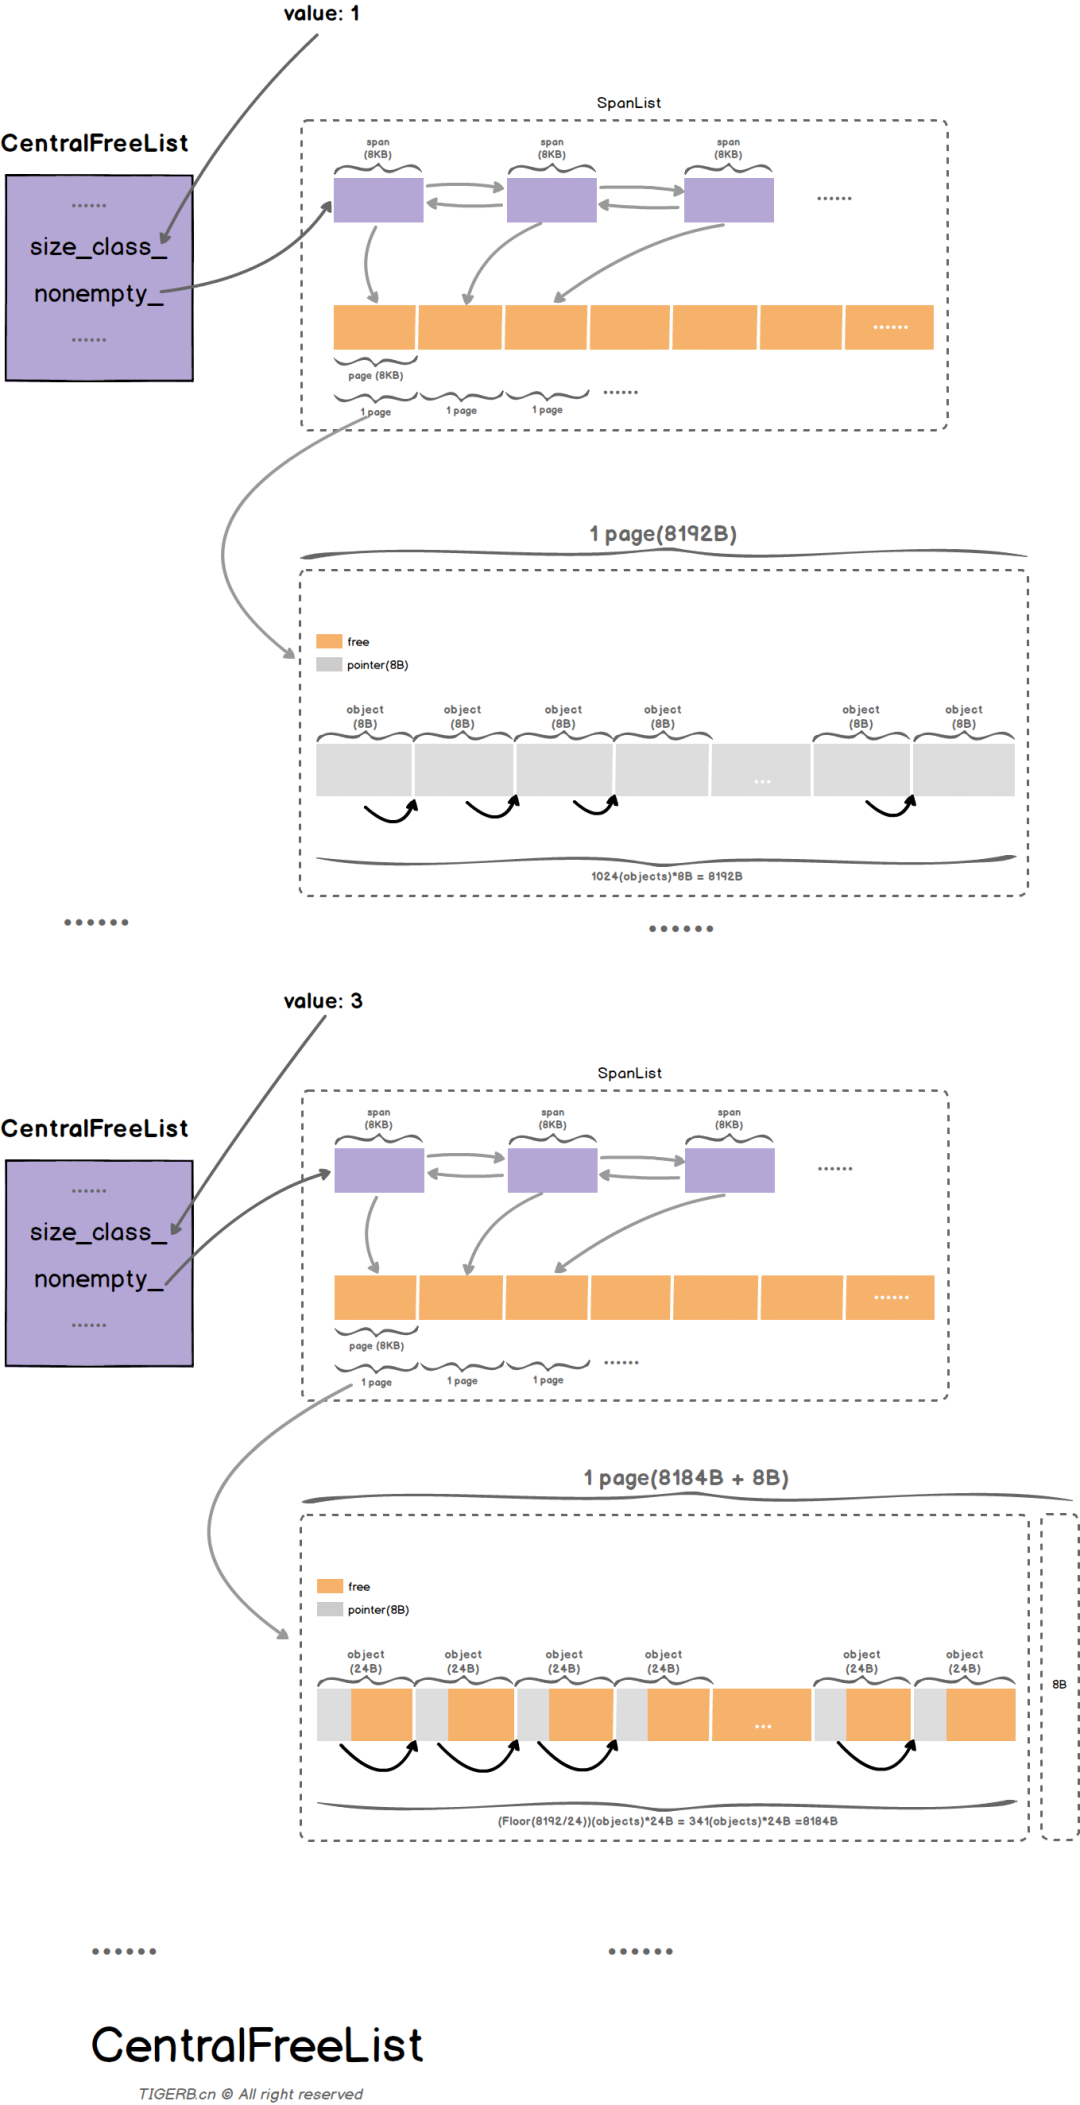 value: 1
SpanList
CentralFreeList
span
(8KB)
span
(8KB)
span
(8KB)
......
size_class_
nonempty_
......
......
......
page (8KB)
1 page
1 page
1 page
......
1 page(8192B)
free
pointer(8B)
object
(8B)
object
(8B)
object
(8B)
object
(8B)
object
(8B)
object
(8B)
...
1024(objects)*8B = 8192B
......
......
value: 3
SpanList
CentralFreeList
span
(8KB)
span
(8KB)
span
(8KB)
......
size_class_
nonempty_
......
......
......
page (8KB)
1 page
1 page
1 page
......
1 page(8184B + 8B)
free
pointer(8B)
object
(24B)
object
(24B)
object
(24B)
object
(24B)
object
(24B)
object
(24B)
...
8B
(Floor(8192/24))(objects)*24B = 341(objects)*24B =8184B
......
......
CentralFreeList
TIGERB.cn © All right reserved